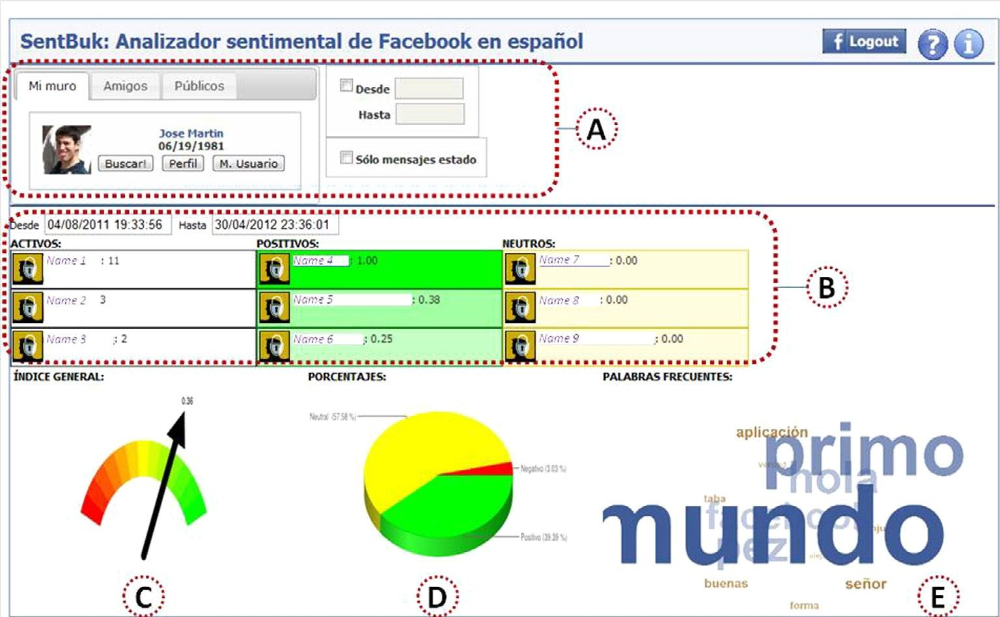 SentBuk: Analizador sentimental de Facebook en español
f Logout ? i
Mi muro Amigos Públicos
Desde
Hasta
Jose Martin
06/19/1981
Buscar! Perfil M. Usuario
Sólo mensajes estado
A
Desde 04/08/2011 19:33:56 Hasta 30/04/2012 23:36:01
ACTIVOS: POSITIVOS: NEUTROS:
Name 1 : 11 Name 4 : 1.00 Name 7 : 0.00
Name 2 3 Name 5 : 0.38 Name 8 : 0.00
Name 3 : 2 Name 6 : 0.25 Name 9 : 0.00
B
ÍNDICE GENERAL: PORCENTAJES: PALABRAS FRECUENTES:
0.36
Neutral (57.58 %)
Negativo (3.03 %)
Positivo (39.39 %)
aplicación
primo
verdad
hola
taba
facebook
mundo
pez
buenas
señor
forma
C D E